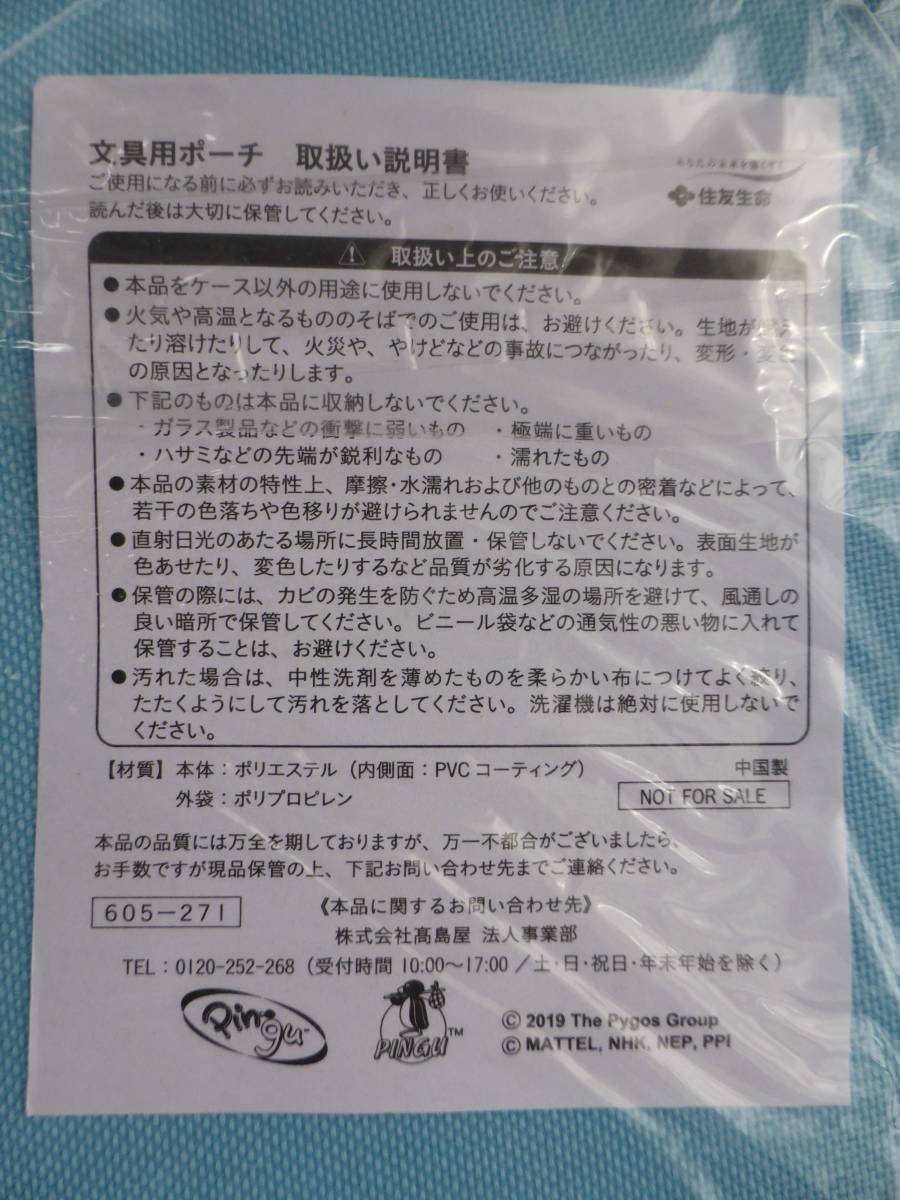 文具用ポーチ 取扱い説明書
ご使用になる前に必ずお読みいただき、正しくお使いください。
読んだ後は大切に保管してください。
あなたの未来を強くする
住友生命
取扱い上のご注意
●本品をケース以外の用途に使用しないでください。
●火気や高温となるもののそばでのご使用は、お避けください。生地が
たり溶けたりして、火災や、やけどなどの事故につながったり、変形・
の原因となったりします。
●下記のものは本品に収納しないでください。
・ガラス製品などの衝撃に弱いもの ・極端に重いもの
・ハサミなどの先端が鋭利なもの ・濡れたもの
●本品の素材の特性上、摩擦・水濡れおよび他のものとの密着などによって、
若干の色落ちや色移りが避けられませんのでご注意ください。
●直射日光のあたる場所に長時間放置・保管しないでください。表面生地が
色あせたり、変色したりするなど品質が劣化する原因になります。
●保管の際には、カビの発生を防ぐため高温多湿の場所を避けて、風通しの
良い暗所で保管してください。ビニール袋などの通気性の悪い物に入れて
保管することは、お避けください。
●汚れた場合は、中性洗剤を薄めたものを柔らかい布につけてよく絞り、
たたくようにして汚れを落としてください。洗濯機は絶対に使用しないで
ください。
【材質】本体：ポリエステル（内側面：PVCコーティング） 中国製
外袋：ポリプロピレン NOT FOR SALE
本品の品質には万全を期しておりますが、万一不都合がございましたら、
お手数ですが現品保管の上、下記お問い合わせ先までご連絡ください。
605-271 《本品に関するお問い合わせ先》
株式会社髙島屋 法人事業部
TEL：0120-252-268（受付時間 10:00〜17:00／土・日・祝日・年末年始を除く）
Pingu
PINGU™
© 2019 The Pygos Group
© MATTEL, NHK, NEP, PPI